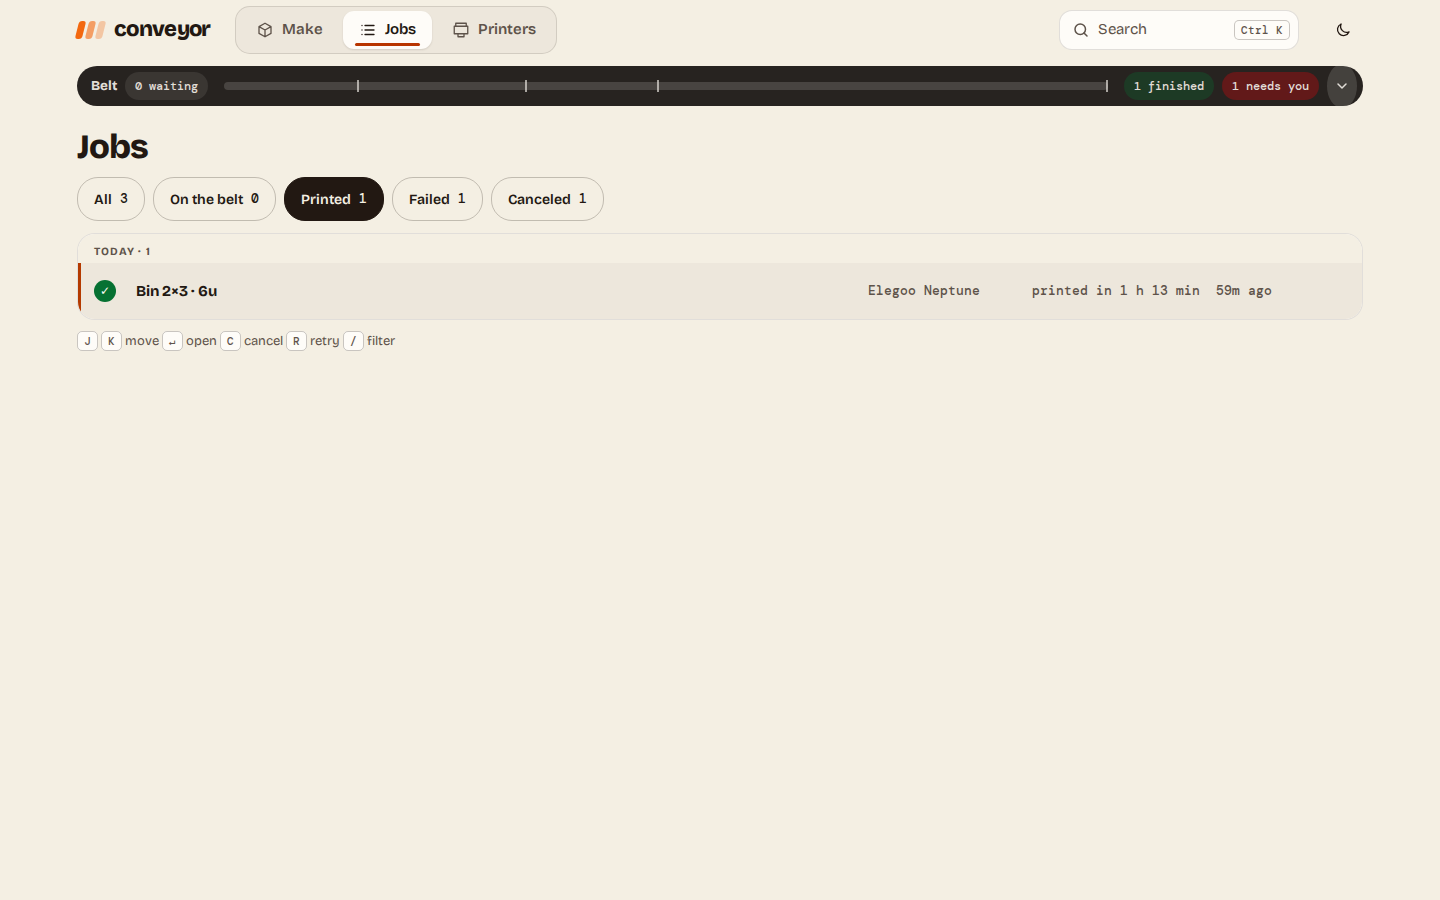 conveyor Make Jobs Printers Search Ctrl K
Belt 0 waiting 1 finished 1 needs you
Jobs
All 3 On the belt 0 Printed 1 Failed 1 Canceled 1
TODAY · 1
✓ Bin 2×3 · 6u Elegoo Neptune printed in 1 h 13 min 59m ago
J K move ↵ open C cancel R retry / filter